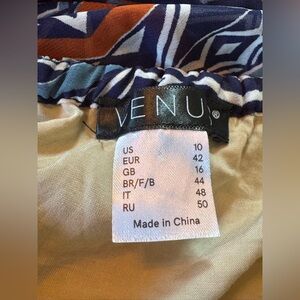 VENUS®
US 10
EUR 42
GB 16
BR/F/B 44
IT 48
RU 50
Made in China